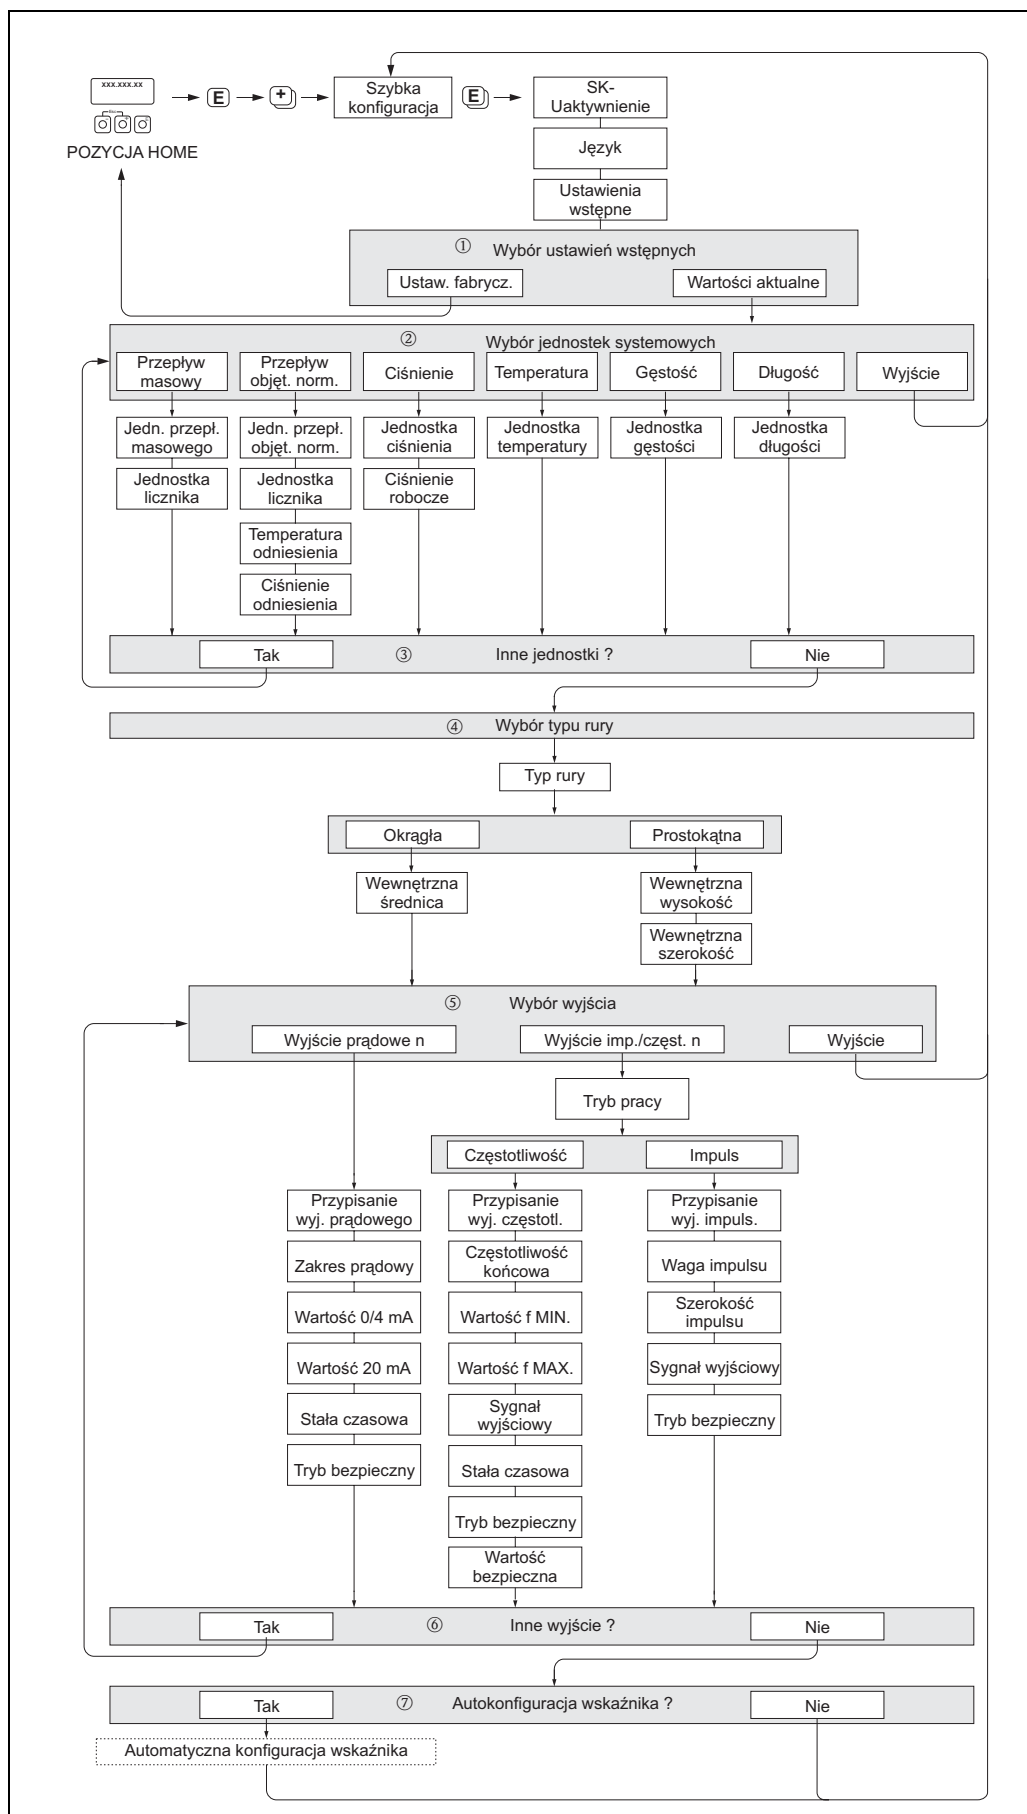 xxx.xxx.xx
E
+
Szybka
konfiguracja
E
SK-
Uaktywnienie
POZYCJA HOME
Język
Ustawienia
wstępne
① Wybór ustawień wstępnych
Ustaw. fabrycz.
Wartości aktualne
② Wybór jednostek systemowych
Przepływ
masowy
Przepływ
objęt. norm.
Ciśnienie
Temperatura
Gęstość
Długość
Wyjście
Jedn. przepł.
masowego
Jedn. przepł.
objęt. norm.
Jednostka
ciśnienia
Jednostka
temperatury
Jednostka
gęstości
Jednostka
długości
Jednostka
licznika
Jednostka
licznika
Ciśnienie
robocze
Temperatura
odniesienia
Ciśnienie
odniesienia
Tak
③ Inne jednostki ?
Nie
④ Wybór typu rury
Typ rury
Okrągła
Prostokątna
Wewnętrzna
średnica
Wewnętrzna
wysokość
Wewnętrzna
szerokość
⑤ Wybór wyjścia
Wyjście prądowe n
Wyjście imp./częst. n
Wyjście
Tryb pracy
Częstotliwość
Impuls
Przypisanie
wyj. prądowego
Przypisanie
wyj. częstotl.
Przypisanie
wyj. impuls.
Zakres prądowy
Częstotliwość
końcowa
Waga impulsu
Wartość 0/4 mA
Wartość f MIN.
Szerokość
impulsu
Wartość 20 mA
Wartość f MAX.
Sygnał wyjściowy
Stała czasowa
Sygnał
wyjściowy
Tryb bezpieczny
Tryb bezpieczny
Stała czasowa
Tryb bezpieczny
Wartość
bezpieczna
Tak
⑥ Inne wyjście ?
Nie
Tak
⑦ Autokonfiguracja wskaźnika ?
Nie
Automatyczna konfiguracja wskaźnika